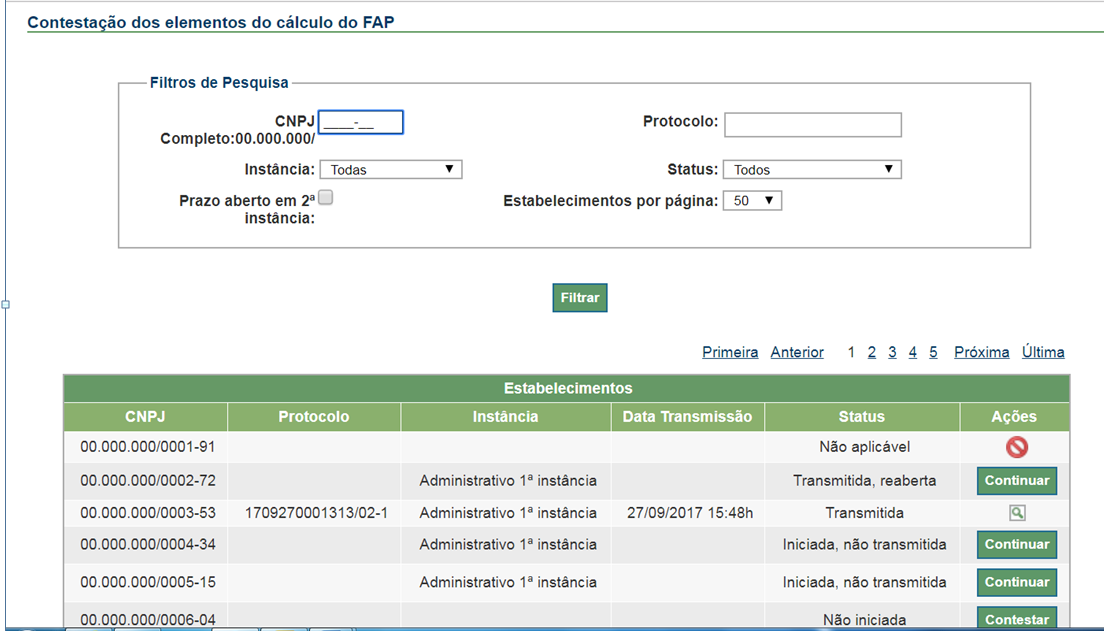 Contestação dos elementos do cálculo do FAP
Filtros de Pesquisa
CNPJ Completo:00.000.000/ ____-__
Protocolo:
Instância: Todas
Status: Todos
Prazo aberto em 2ª instância:
Estabelecimentos por página: 50
Filtrar
Primeira Anterior 1 2 3 4 5 Próxima Última
Estabelecimentos
CNPJ Protocolo Instância Data Transmissão Status Ações
00.000.000/0001-91 Não aplicável
00.000.000/0002-72 Administrativo 1ª instância Transmitida, reaberta Continuar
00.000.000/0003-53 1709270001313/02-1 Administrativo 1ª instância 27/09/2017 15:48h Transmitida
00.000.000/0004-34 Administrativo 1ª instância Iniciada, não transmitida Continuar
00.000.000/0005-15 Administrativo 1ª instância Iniciada, não transmitida Continuar
00.000.000/0006-04 Não iniciada Contestar